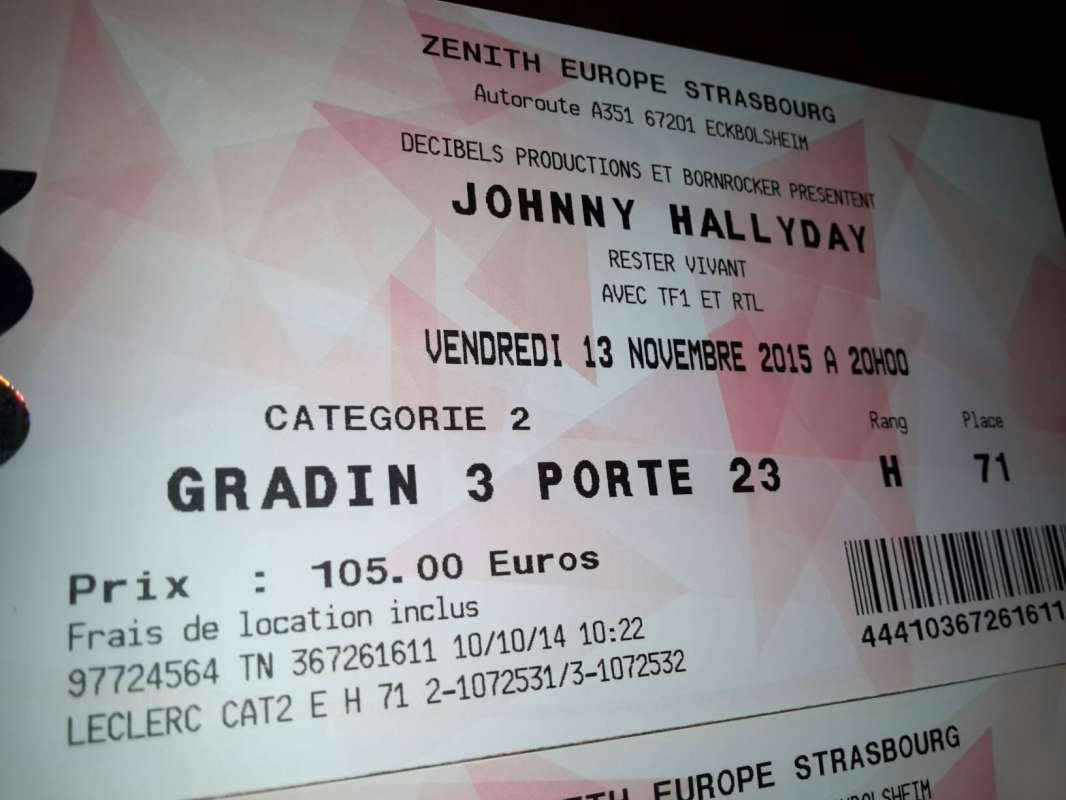 ZENITH EUROPE STRASBOURG
Autoroute A351 67201 ECKBOLSHEIM
DECIBELS PRODUCTIONS ET BORNROCKER PRESENTENT
JOHNNY HALLYDAY
RESTER VIVANT
AVEC TF1 ET RTL
VENDREDI 13 NOVEMBRE 2015 A 20H00
CATEGORIE 2
Rang Place
GRADIN 3 PORTE 23 H 71
Prix : 105.00 Euros
Frais de location inclus
97724564 TN 367261611 10/10/14 10:22
LECLERC CAT2 E H 71 2-1072531/3-1072532
44410367261611
EUROPE STRASBOURG